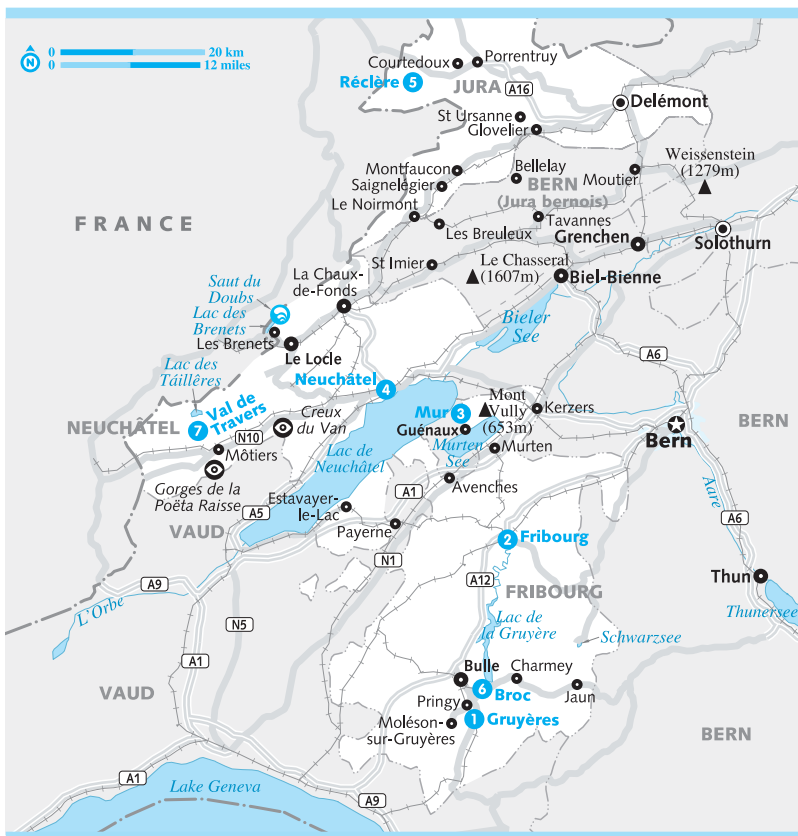 0
20 km
N
0
12 miles
Courtedoux
Porrentruy
Réclère 5
JURA
A16
Delémont
St Ursanne
Glovelier
Weissenstein
(1279m)
Montfaucon
Bellelay
Saignelégier
BERN
Moutier
(Jura bernois)
Le Noirmont
FRANCE
Les Breuleux
Tavannes
Grenchen
Solothurn
St Imier
Le Chasseral
(1607m)
Biel-Bienne
La Chaux-
de-Fonds
Saut du
Doubs
Lac des
Brenets
Les Brenets
Bieler
See
Le Locle
A6
Lac des
Táillères
Neuchâtel 4
Val de
Travers
7
Creux
du Van
Mur 3
Mont
Vully
(653m)
Kerzers
NEUCHÂTEL
N10
Guénaux
Bern
BERN
Môtiers
Lac de
Neuchâtel
Murten
See
Murten
Gorges de la
Poëta Raisse
Estavayer-
le-Lac
A1
Avenches
Aare
A5
VAUD
Payerne
A6
2 Fribourg
N1
A9
A12
Thun
FRIBOURG
L'Orbe
Thunersee
N5
Lac de
la Gruyère
Schwarzsee
A1
VAUD
Bulle
Charmey
6 Broc
Jaun
Pringy
1 Gruyères
Moléson-
sur-Gruyères
BERN
A1
Lake Geneva
A9